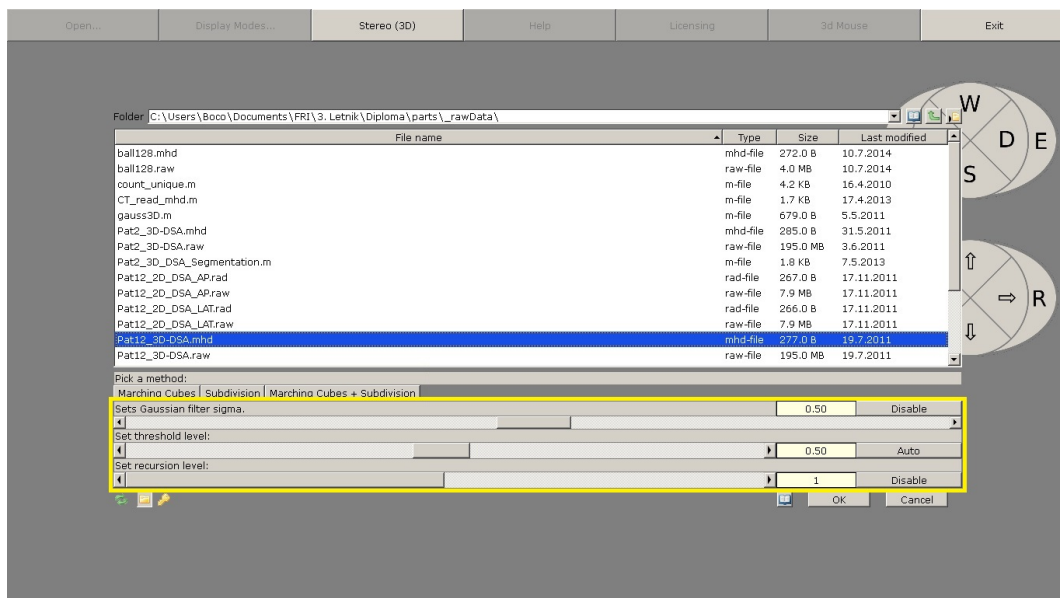 Open... Display Modes... Stereo (3D) Help Licensing 3d Mouse Exit
W
D E
S
Folder C:\Users\Boco\Documents\FRI\3. Letnik\Diploma\parts\_rawData\
File name Type Size Last modified
ball128.mhd mhd-file 272.0 B 10.7.2014
ball128.raw raw-file 4.0 MB 10.7.2014
count_unique.m m-file 4.2 KB 16.4.2010
CT_read_mhd.m m-file 1.7 KB 17.4.2013
gauss3D.m m-file 679.0 B 5.5.2011
Pat2_3D-DSA.mhd mhd-file 285.0 B 31.5.2011
Pat2_3D-DSA.raw raw-file 195.0 MB 3.6.2011
Pat2_3D_DSA_Segmentation.m m-file 1.8 KB 7.5.2013
Pat12_2D_DSA_AP.rad rad-file 267.0 B 17.11.2011
Pat12_2D_DSA_AP.raw raw-file 7.9 MB 17.11.2011
Pat12_2D_DSA_LAT.rad rad-file 266.0 B 17.11.2011
Pat12_2D_DSA_LAT.raw raw-file 7.9 MB 17.11.2011
Pat12_3D-DSA.mhd mhd-file 277.0 B 19.7.2011
Pat12_3D-DSA.raw raw-file 195.0 MB 19.7.2011
⇧
⇨ R
⇩
Pick a method:
Marching Cubes Subdivision Marching Cubes + Subdivision
Sets Gaussian filter sigma. 0.50 Disable
Set threshold level:
0.50 Auto
Set recursion level:
1 Disable
OK Cancel